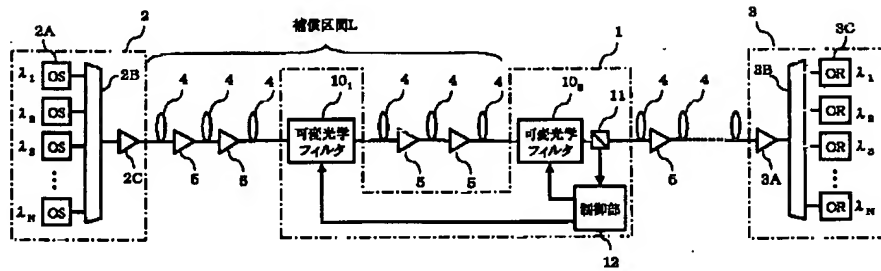 補償区間L
2A
2
1
3
3C
λ1
OS
2B
4
4
4
10₁
4
4
4
10₂
11
4
4
3B
OR
λ1
λ2
OS
OR
λ2
λ3
OS
可変光学
フィルタ
可変光学
フィルタ
OR
λ3
2C
5
5
5
5
5
3A
λN
OS
制御部
OR
λN
12